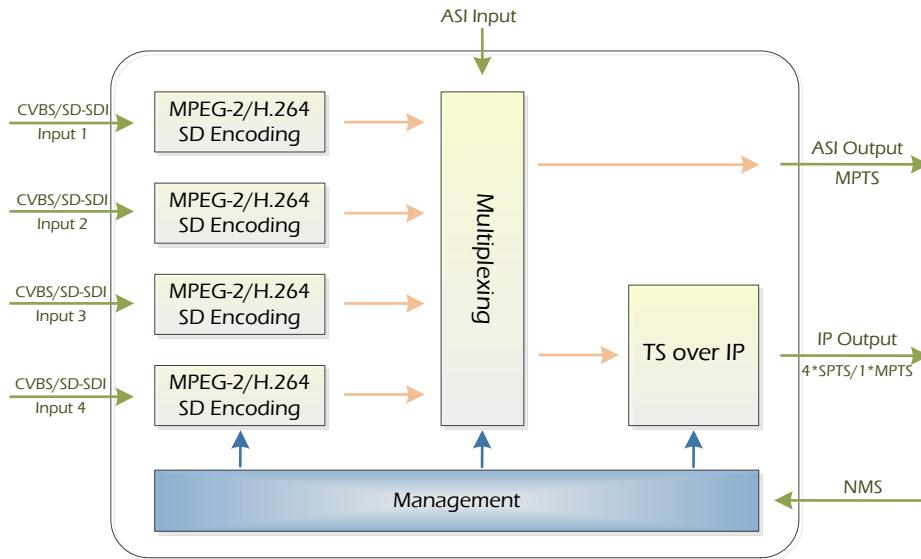 ASI Input
CVBS/SD-SDI
Input 1
MPEG-2/H.264
SD Encoding
CVBS/SD-SDI
Input 2
MPEG-2/H.264
SD Encoding
CVBS/SD-SDI
Input 3
MPEG-2/H.264
SD Encoding
CVBS/SD-SDI
Input 4
MPEG-2/H.264
SD Encoding
Multiplexing
ASI Output
MPTS
TS over IP
IP Output
4*SPTS/1*MPTS
Management
NMS